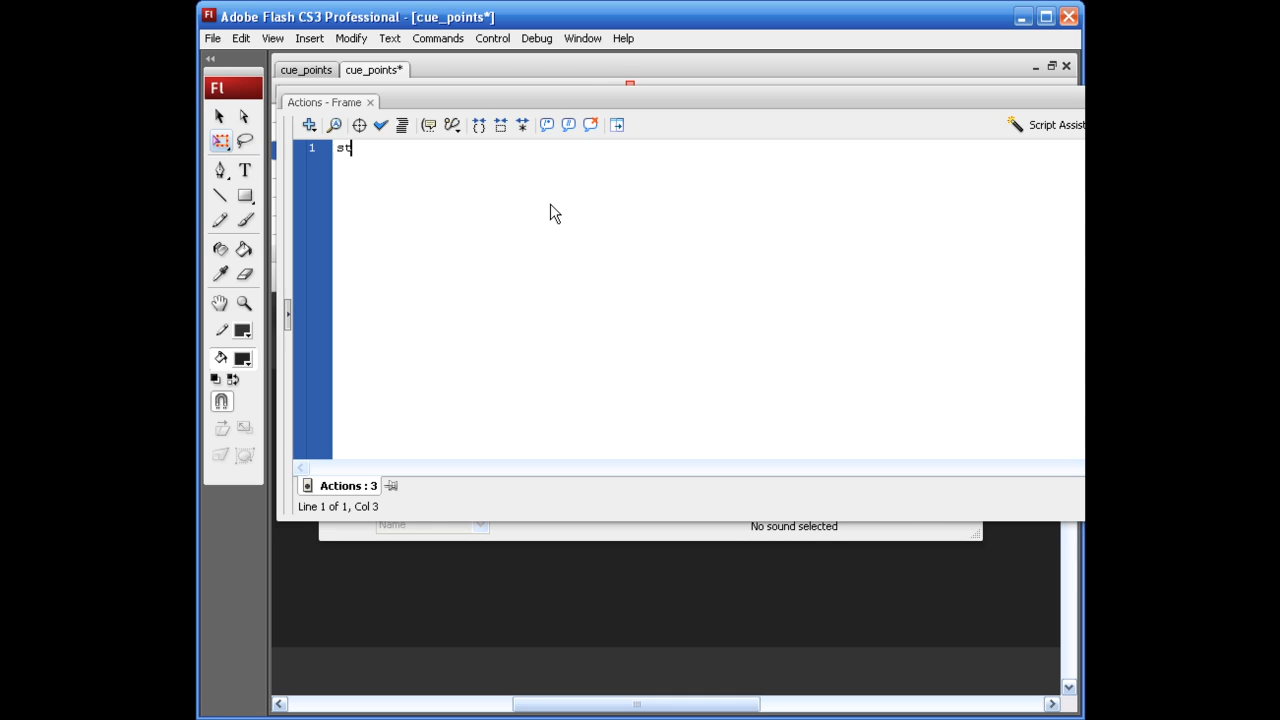 Fl Adobe Flash CS3 Professional - [cue_points*]
File Edit View Insert Modify Text Commands Control Debug Window Help
cue_points cue_points*
Fl
Actions - Frame
Script Assist
1 st
Actions : 3
Line 1 of 1, Col 3
Name No sound selected